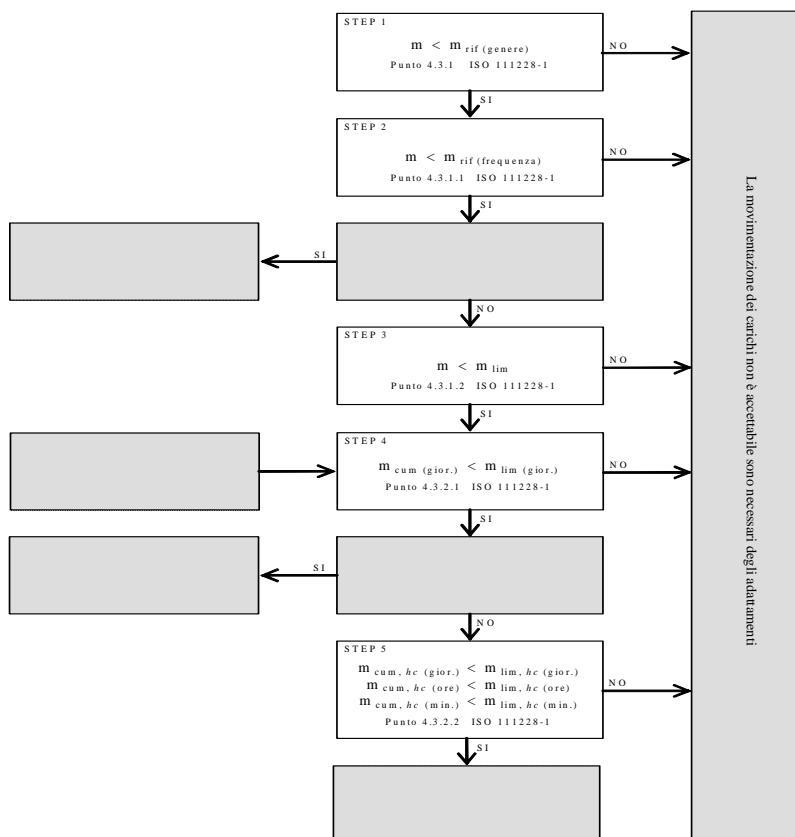 STEP 1
m < m rif (genere)
Punto 4.3.1 ISO 111228-1
NO
SI
STEP 2
m < m rif (frequenza)
Punto 4.3.1.1 ISO 111228-1
NO
SI
SI
NO
STEP 3
m < m lim
Punto 4.3.1.2 ISO 111228-1
NO
SI
STEP 4
m cum (gior.) < m lim (gior.)
Punto 4.3.2.1 ISO 111228-1
NO
SI
SI
NO
STEP 5
m cum, hc (gior.) < m lim, hc (gior.)
m cum, hc (ore) < m lim, hc (ore)
m cum, hc (min.) < m lim, hc (min.)
Punto 4.3.2.2 ISO 111228-1
NO
SI
La movimentazione dei carichi non è accettabile sono necessari degli adattamenti